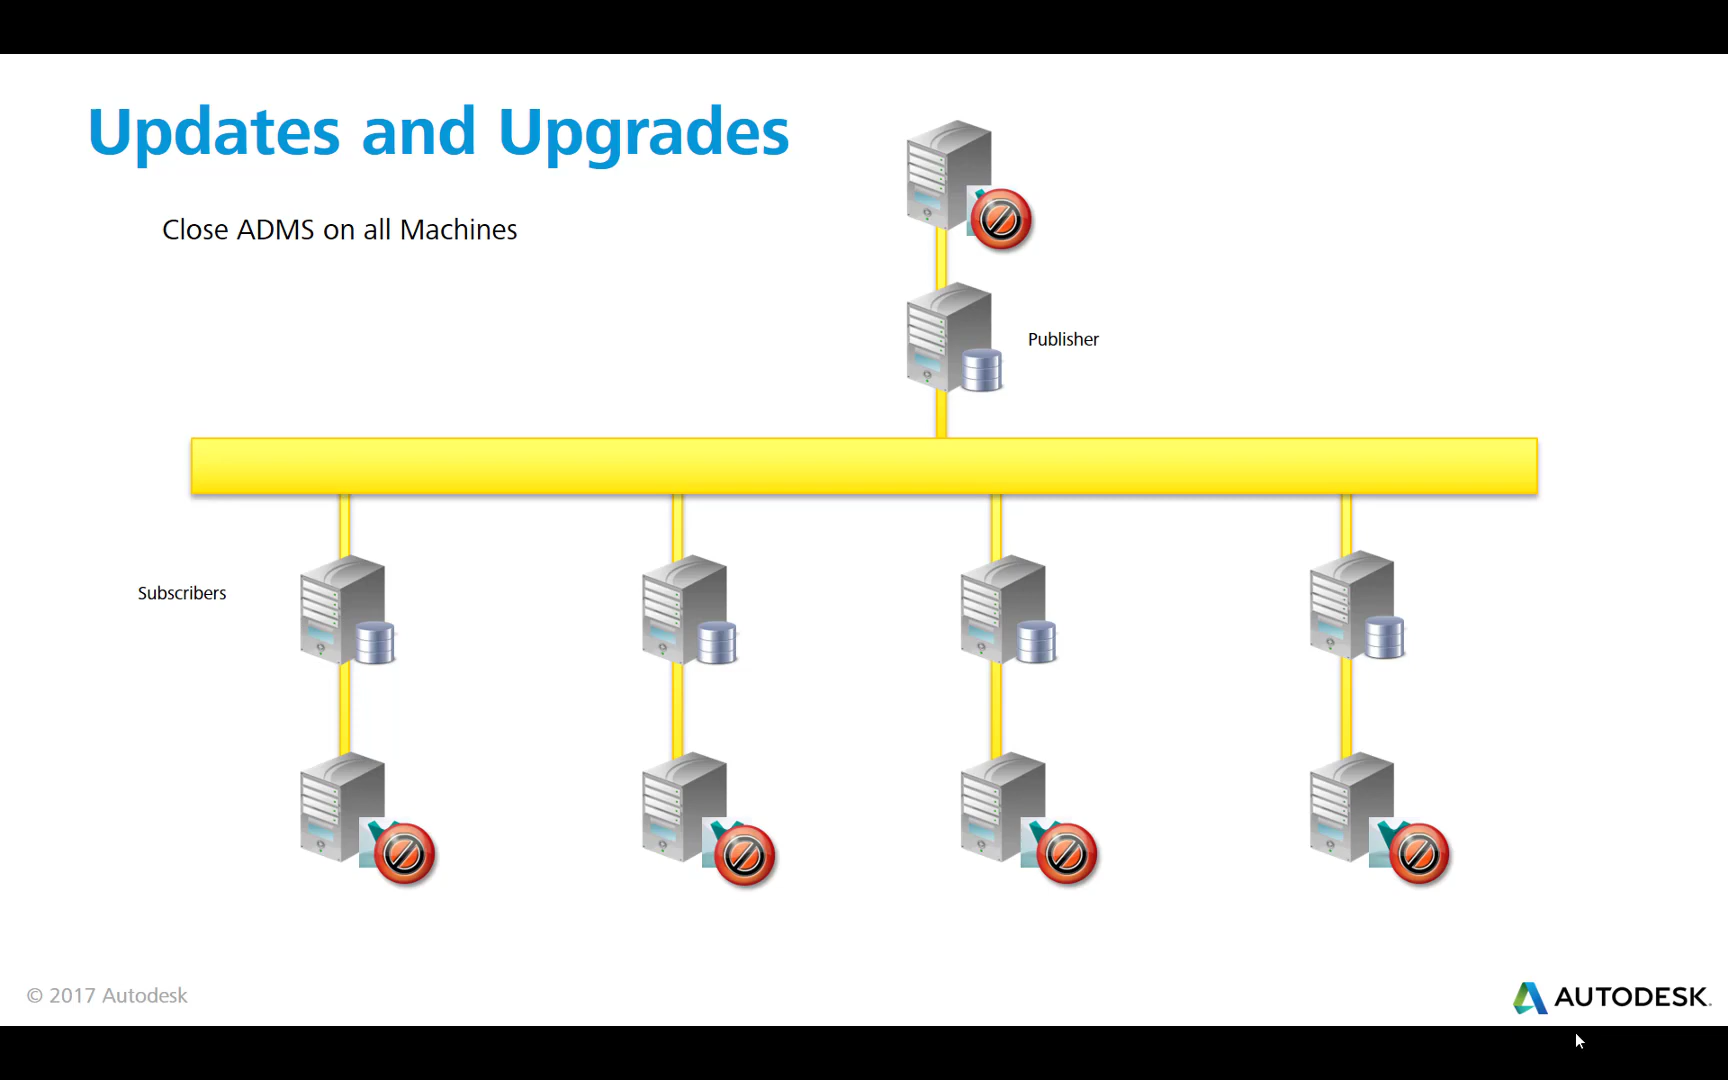 Updates and Upgrades
Close ADMS on all Machines
Publisher
Subscribers
© 2017 Autodesk
AUTODESK.